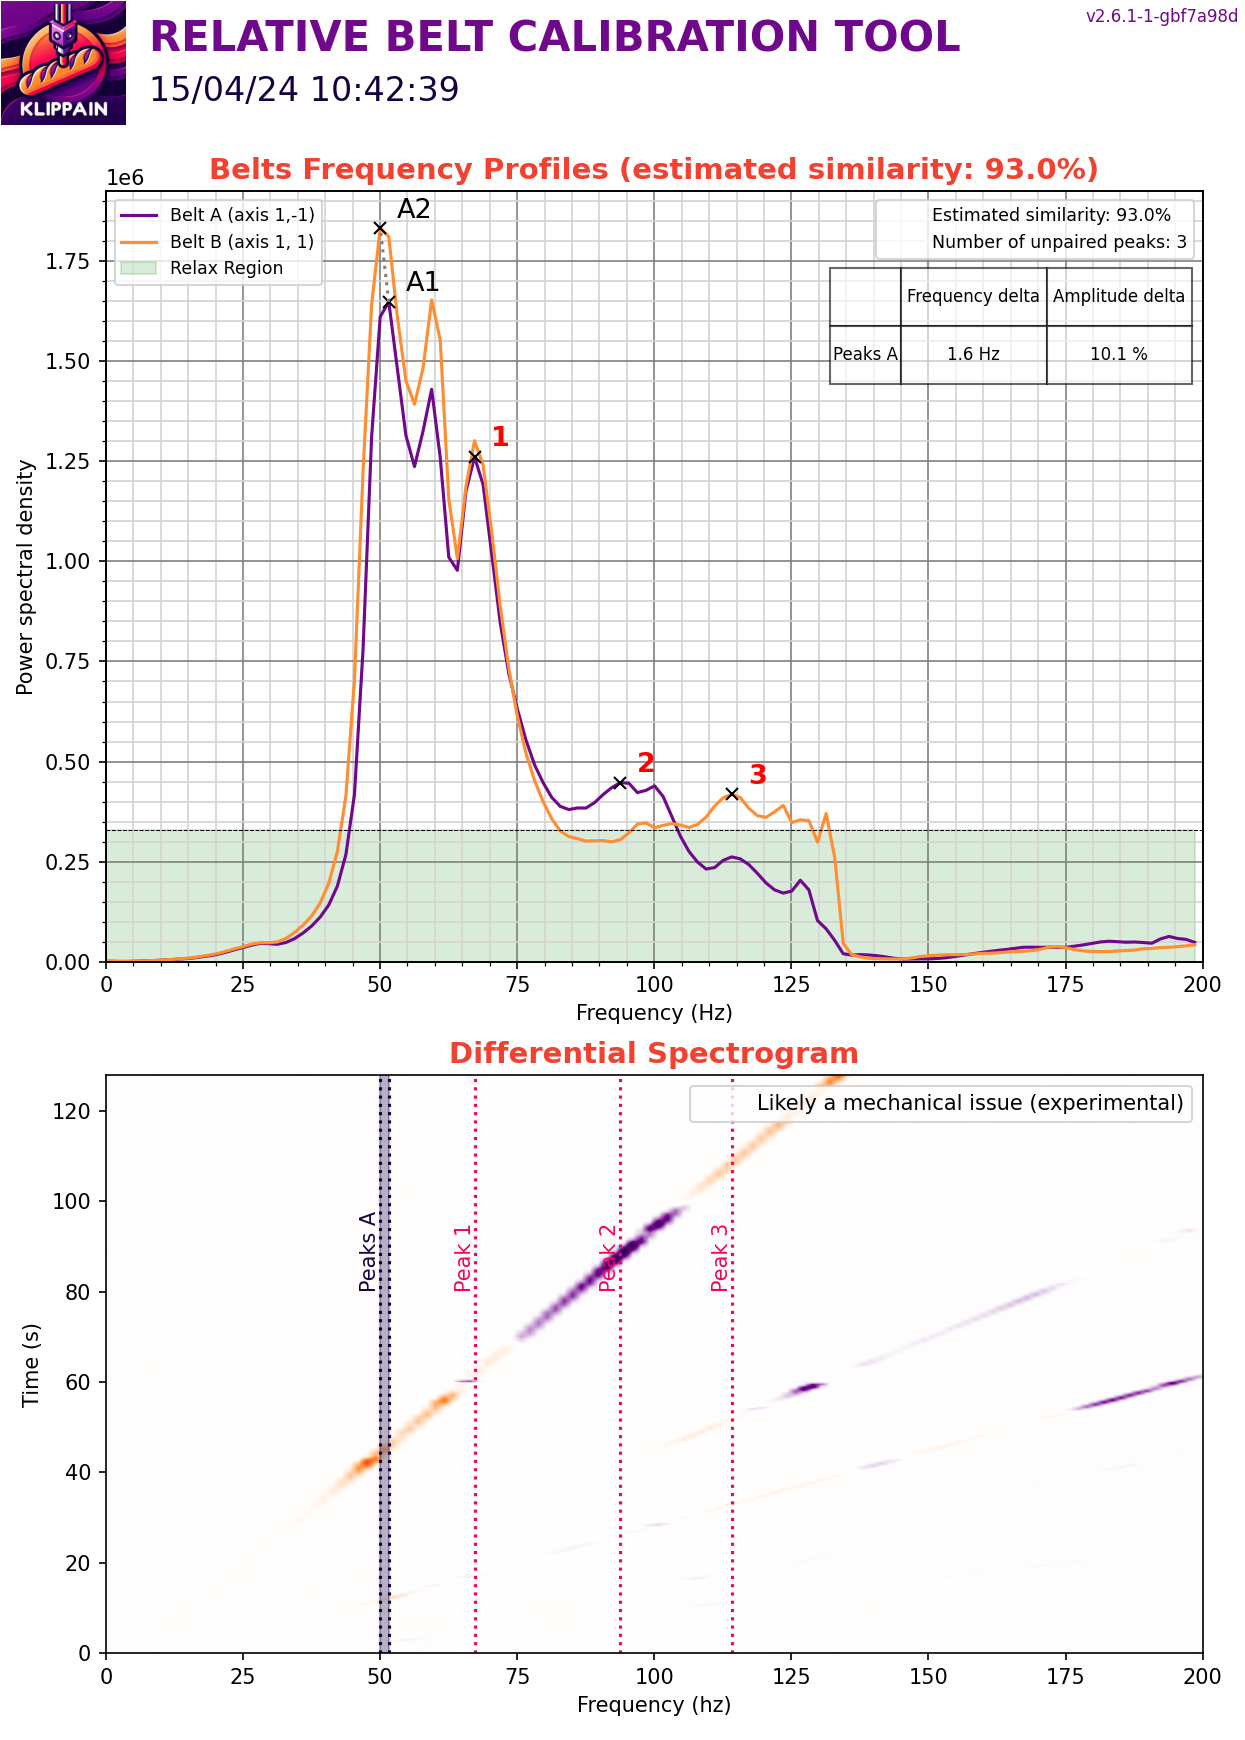 KLIPPAIN
RELATIVE BELT CALIBRATION TOOL
v2.6.1-1-gbf7a98d
15/04/24 10:42:39
Belts Frequency Profiles (estimated similarity: 93.0%)
1e6
Belt A (axis 1,-1)
Belt B (axis 1, 1)
Relax Region
A2
A1
1
2
3
Estimated similarity: 93.0%
Number of unpaired peaks: 3
Frequency delta Amplitude delta
Peaks A 1.6 Hz 10.1 %
1.75
1.50
1.25
1.00
0.75
0.50
0.25
0.00
Power spectral density
0 25 50 75 100 125 150 175 200
Frequency (Hz)
Differential Spectrogram
Likely a mechanical issue (experimental)
Peaks A
Peak 1
Peak 2
Peak 3
120
100
80
60
40
20
0
Time (s)
0 25 50 75 100 125 150 175 200
Frequency (hz)